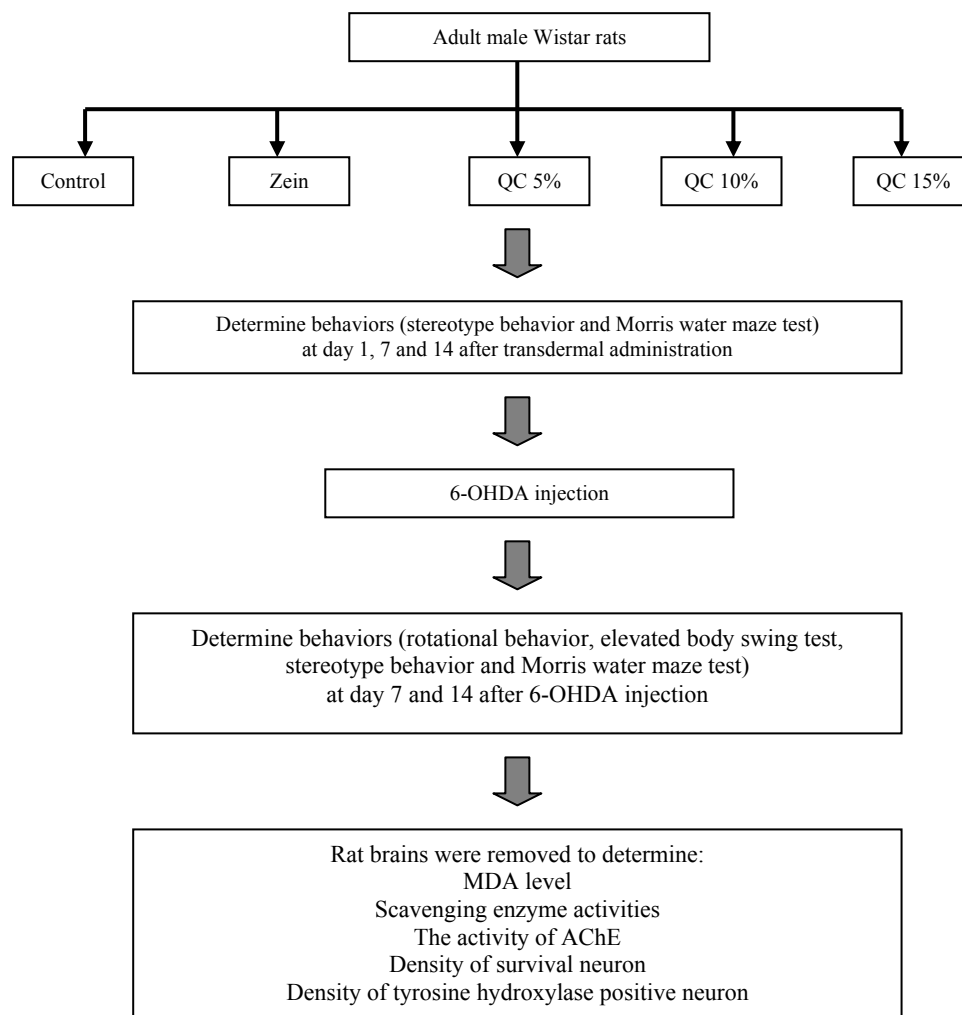 Adult male Wistar rats
Control
Zein
QC 5%
QC 10%
QC 15%
Determine behaviors (stereotype behavior and Morris water maze test)
at day 1, 7 and 14 after transdermal administration
6-OHDA injection
Determine behaviors (rotational behavior, elevated body swing test,
stereotype behavior and Morris water maze test)
at day 7 and 14 after 6-OHDA injection
Rat brains were removed to determine:
MDA level
Scavenging enzyme activities
The activity of AChE
Density of survival neuron
Density of tyrosine hydroxylase positive neuron